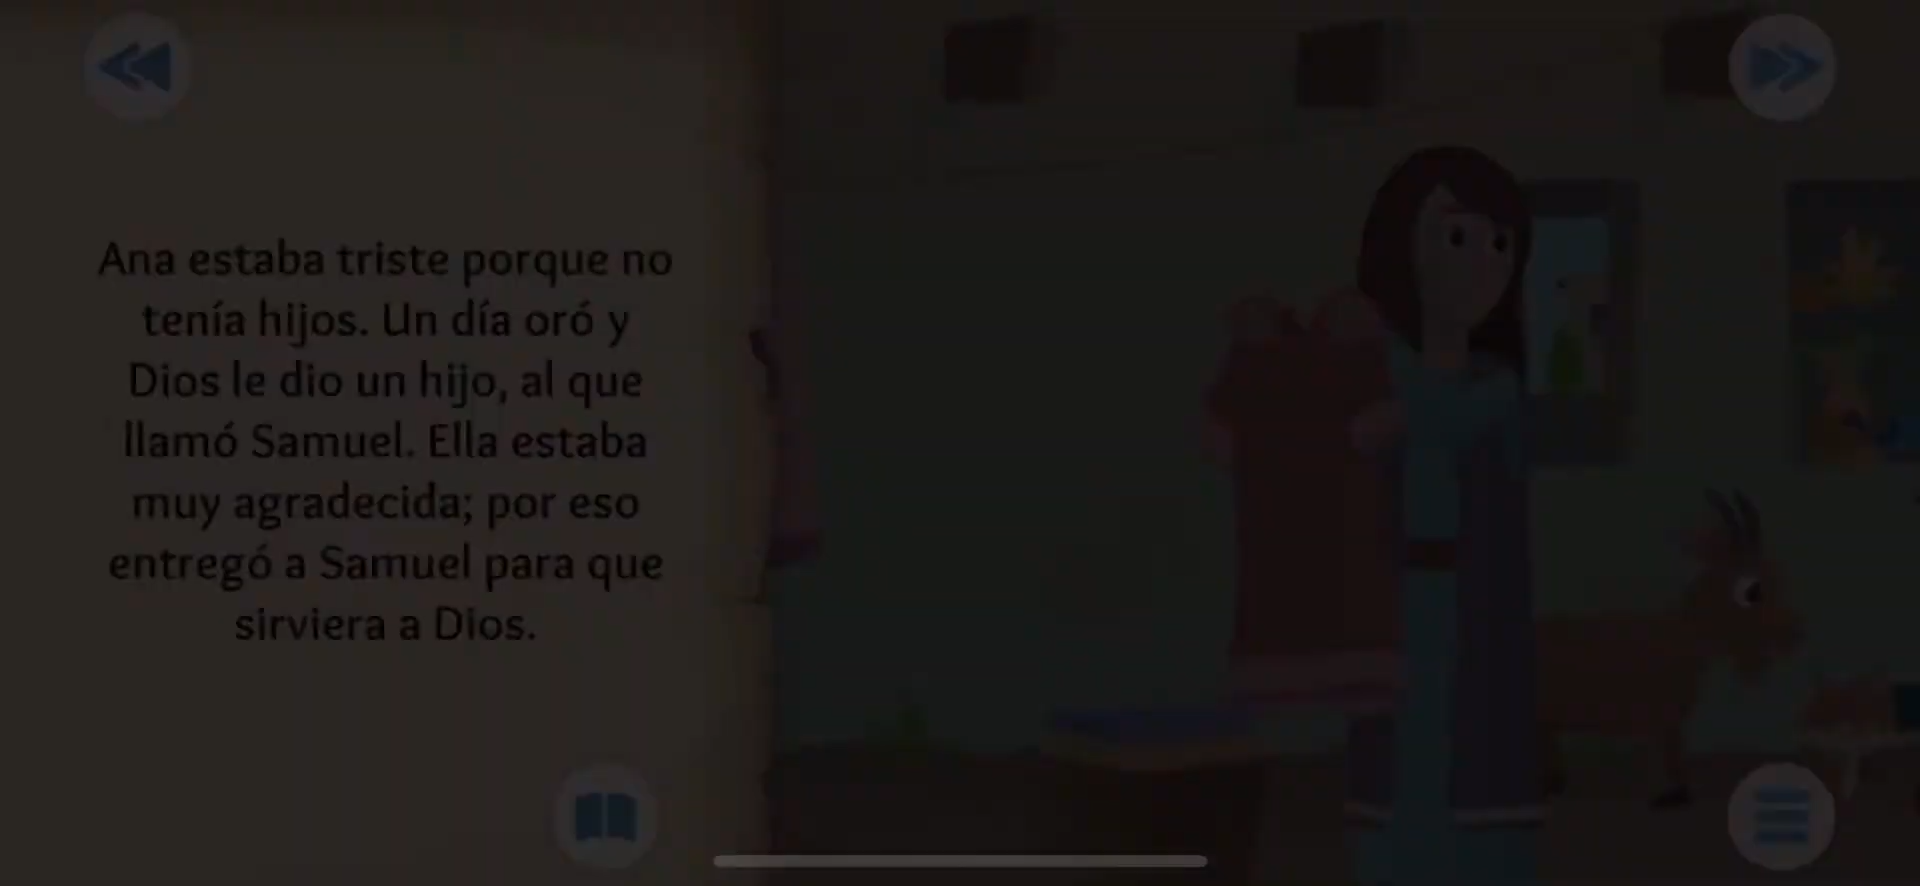 Ana estaba triste porque no
tenía hijos. Un día oró y
Dios le dio un hijo, al que
llamó Samuel. Ella estaba
muy agradecida; por eso
entregó a Samuel para que
sirviera a Dios.